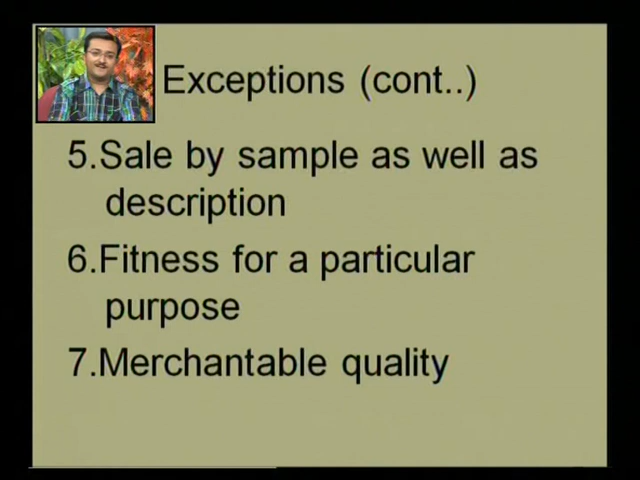 Exceptions (cont..)
5.Sale by sample as well as
description
6.Fitness for a particular
purpose
7.Merchantable quality